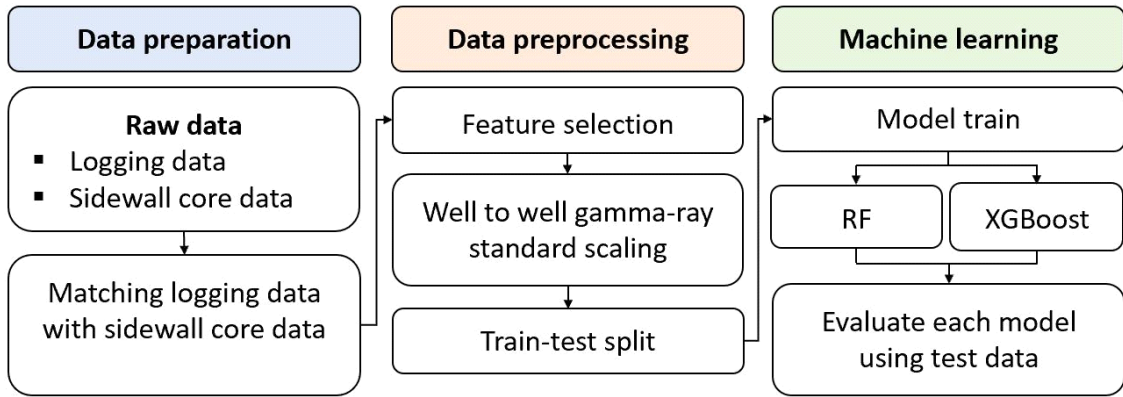 Data preparation
Raw data
▪ Logging data
▪ Sidewall core data
Matching logging data
with sidewall core data
Data preprocessing
Feature selection
Well to well gamma-ray
standard scaling
Train-test split
Machine learning
Model train
RF
XGBoost
Evaluate each model
using test data